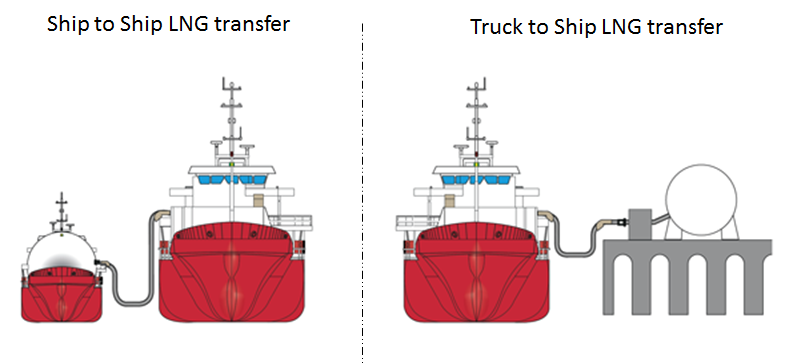 Ship to Ship LNG transfer
Truck to Ship LNG transfer